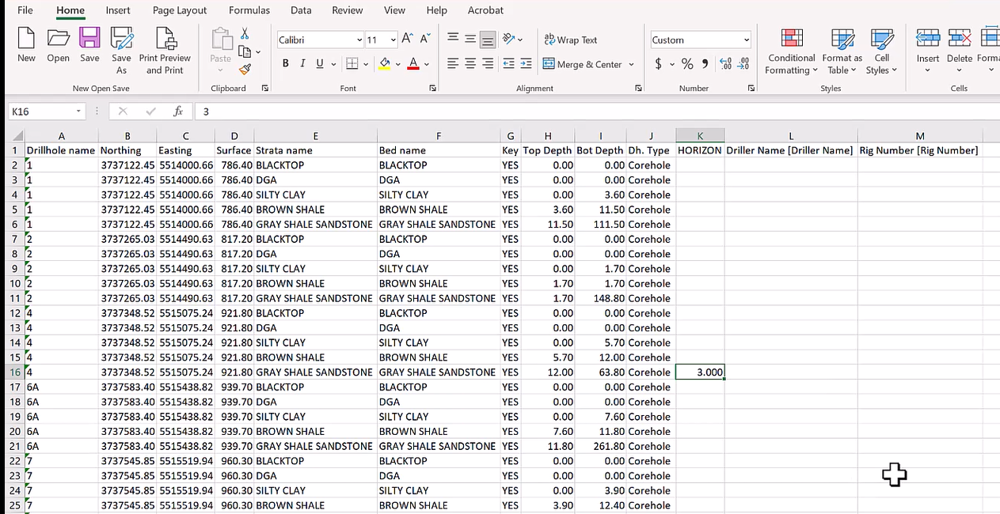 File Home Insert Page Layout Formulas Data Review View Help Acrobat
Calibri 11 A A Wrap Text Custom
New Open Save Save As Print Preview and Print Paste B I U A Merge & Center $ % 9 .00 .00 Conditional Formatting Format as Table Cell Styles Insert Delete
New Open Save Clipboard Font Alignment Number Styles Cells
K16 fx 3
A B C D E F G H I J K L M
1 Drillhole name Northing Easting Surface Strata name Bed name Key Top Depth Bot Depth Dh. Type HORIZON Driller Name [Driller Name] Rig Number [Rig Number]
2 1 3737122.45 5514000.66 786.40 BLACKTOP BLACKTOP YES 0.00 0.00 Corehole
3 1 3737122.45 5514000.66 786.40 DGA DGA YES 0.00 0.00 Corehole
4 1 3737122.45 5514000.66 786.40 SILTY CLAY SILTY CLAY YES 0.00 3.60 Corehole
5 1 3737122.45 5514000.66 786.40 BROWN SHALE BROWN SHALE YES 3.60 11.50 Corehole
6 1 3737122.45 5514000.66 786.40 GRAY SHALE SANDSTONE GRAY SHALE SANDSTONE YES 11.50 111.50 Corehole
7 2 3737265.03 5514490.63 817.20 BLACKTOP BLACKTOP YES 0.00 0.00 Corehole
8 2 3737265.03 5514490.63 817.20 DGA DGA YES 0.00 0.00 Corehole
9 2 3737265.03 5514490.63 817.20 SILTY CLAY SILTY CLAY YES 0.00 1.70 Corehole
10 2 3737265.03 5514490.63 817.20 BROWN SHALE BROWN SHALE YES 1.70 1.70 Corehole
11 2 3737265.03 5514490.63 817.20 GRAY SHALE SANDSTONE GRAY SHALE SANDSTONE YES 1.70 148.80 Corehole
12 4 3737348.52 5515075.24 921.80 BLACKTOP BLACKTOP YES 0.00 0.00 Corehole
13 4 3737348.52 5515075.24 921.80 DGA DGA YES 0.00 0.00 Corehole
14 4 3737348.52 5515075.24 921.80 SILTY CLAY SILTY CLAY YES 0.00 5.70 Corehole
15 4 3737348.52 5515075.24 921.80 BROWN SHALE BROWN SHALE YES 5.70 12.00 Corehole
16 4 3737348.52 5515075.24 921.80 GRAY SHALE SANDSTONE GRAY SHALE SANDSTONE YES 12.00 63.80 Corehole 3.000
17 6A 3737583.40 5515438.82 939.70 BLACKTOP BLACKTOP YES 0.00 0.00 Corehole
18 6A 3737583.40 5515438.82 939.70 DGA DGA YES 0.00 0.00 Corehole
19 6A 3737583.40 5515438.82 939.70 SILTY CLAY SILTY CLAY YES 0.00 7.60 Corehole
20 6A 3737583.40 5515438.82 939.70 BROWN SHALE BROWN SHALE YES 7.60 11.80 Corehole
21 6A 3737583.40 5515438.82 939.70 GRAY SHALE SANDSTONE GRAY SHALE SANDSTONE YES 11.80 261.80 Corehole
22 7 3737545.85 5515519.94 960.30 BLACKTOP BLACKTOP YES 0.00 0.00 Corehole
23 7 3737545.85 5515519.94 960.30 DGA DGA YES 0.00 0.00 Corehole
24 7 3737545.85 5515519.94 960.30 SILTY CLAY SILTY CLAY YES 0.00 3.90 Corehole
25 7 3737545.85 5515519.94 960.30 BROWN SHALE BROWN SHALE YES 3.90 12.40 Corehole